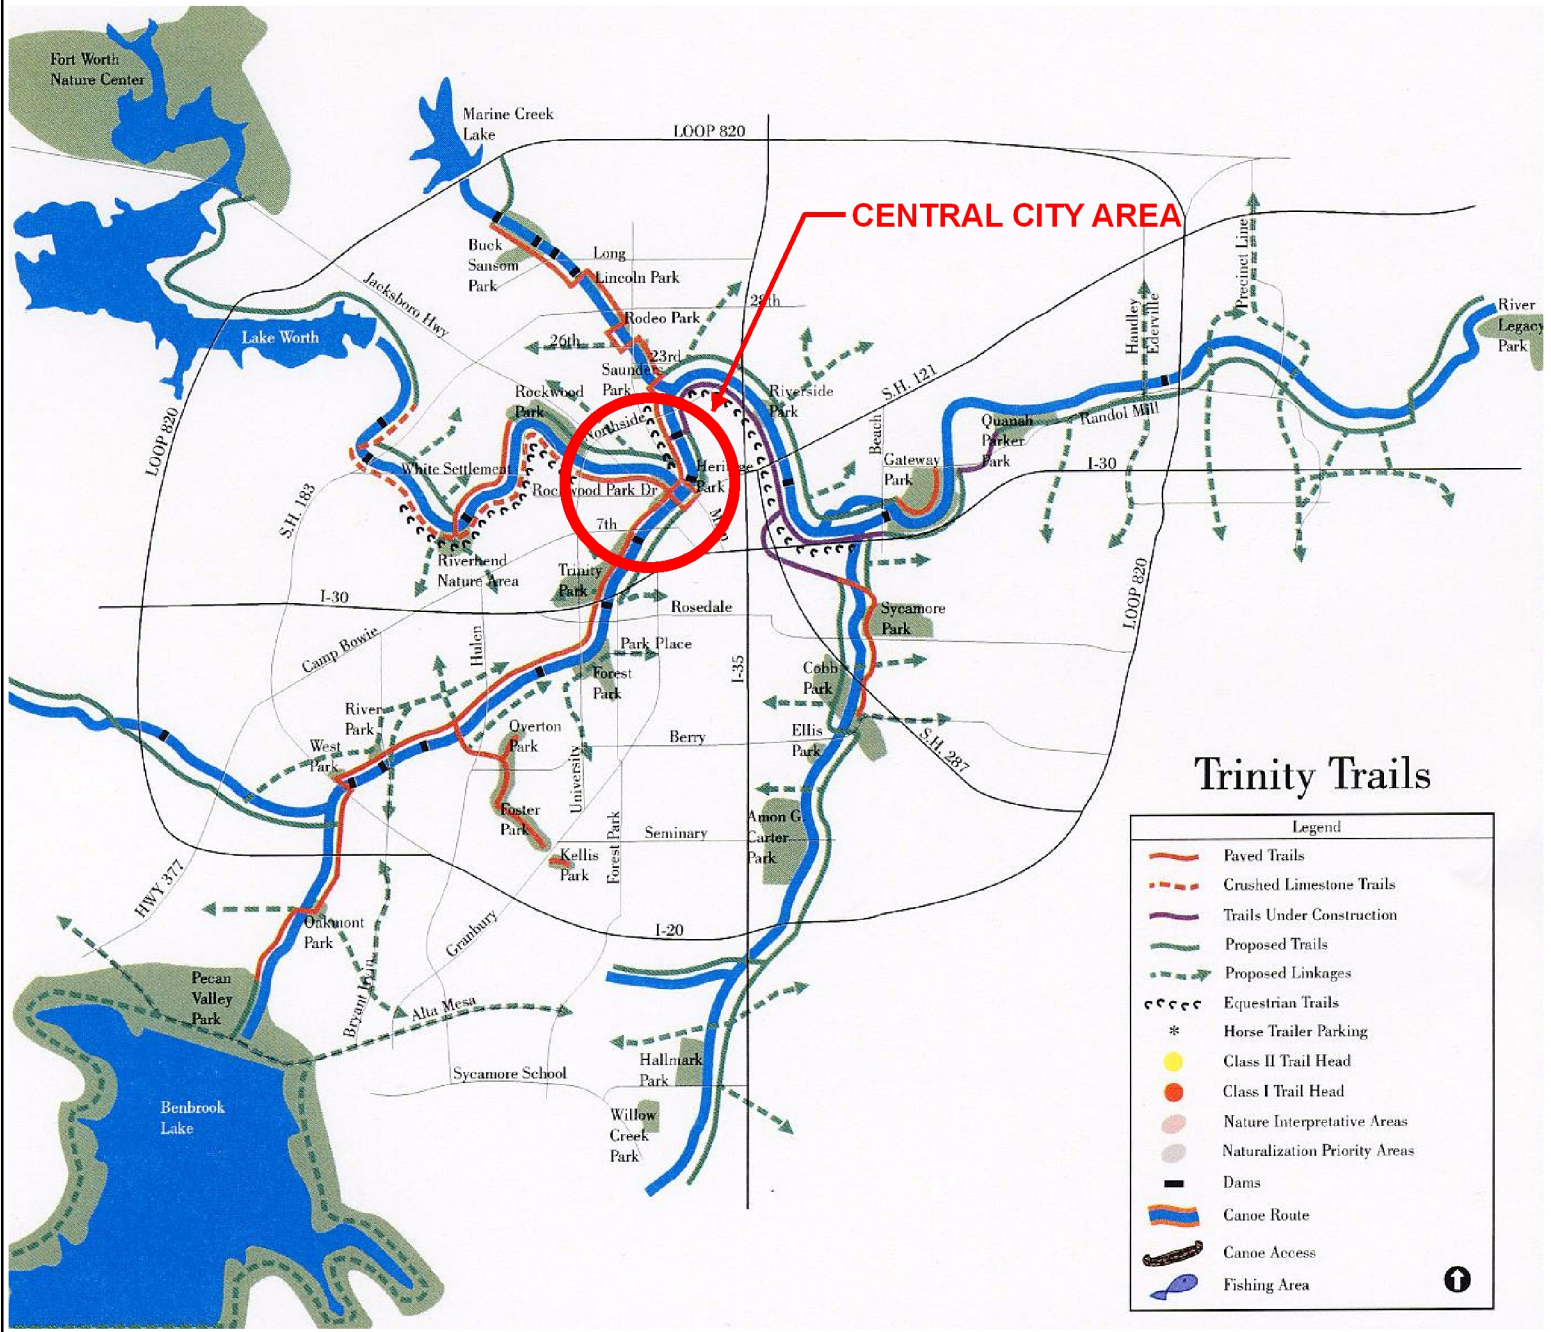 Fort Worth
Nature Center
Marine Creek
Lake
LOOP 820
CENTRAL CITY AREA
Buck
Sansom
Park
Long
Lincoln Park
Jacksboro Hwy
Rodeo Park
28th
26th
23rd
Saunders
Park
Lake Worth
Handley
Ederville
Precinct Line
River
Legacy
Park
S.H. 121
Rockwood
Park
Northside
Riverside
Park
Beach
Quanah
Parker
Park
Randol Mill
LOOP 820
White Settlement
Rockwood Park Dr
Heritage
Park
Gateway
Park
I-30
S.H. 183
7th
Main
Riverbend
Nature Area
Trinity
Park
I-30
Rosedale
Sycamore
Park
LOOP 820
Camp Bowie
Hulen
Park Place
I-35
Forest
Park
Cobb
Park
River
Park
Overton
Park
West
Park
Berry
Ellis
Park
S.H. 287
University
Foster
Park
Forest Park
Seminary
Amon G.
Carter
Park
Kellis
Park
HWY 377
Oakmont
Park
Granbury
I-20
Pecan
Valley
Park
Bryant Irvin
Alta Mesa
Hallmark
Park
Sycamore School
Benbrook
Lake
Willow
Creek
Park
Trinity Trails
Legend
Paved Trails
Crushed Limestone Trails
Trails Under Construction
Proposed Trails
Proposed Linkages
Equestrian Trails
* Horse Trailer Parking
Class II Trail Head
Class I Trail Head
Nature Interpretative Areas
Naturalization Priority Areas
Dams
Canoe Route
Canoe Access
Fishing Area